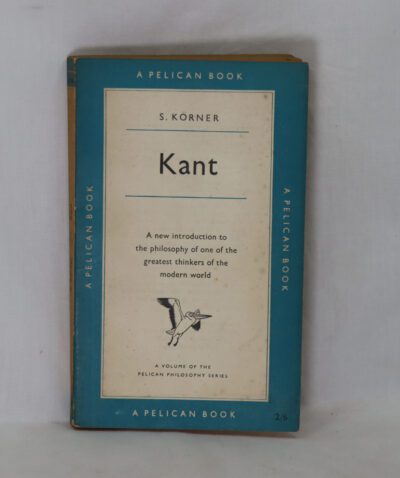 A PELICAN BOOK
S. KÖRNER
Kant
A new introduction to
the philosophy of one of the
greatest thinkers of the
modern world
A VOLUME OF THE
PELICAN PHILOSOPHY SERIES
A PELICAN BOOK
A PELICAN BOOK
A PELICAN BOOK
2/6